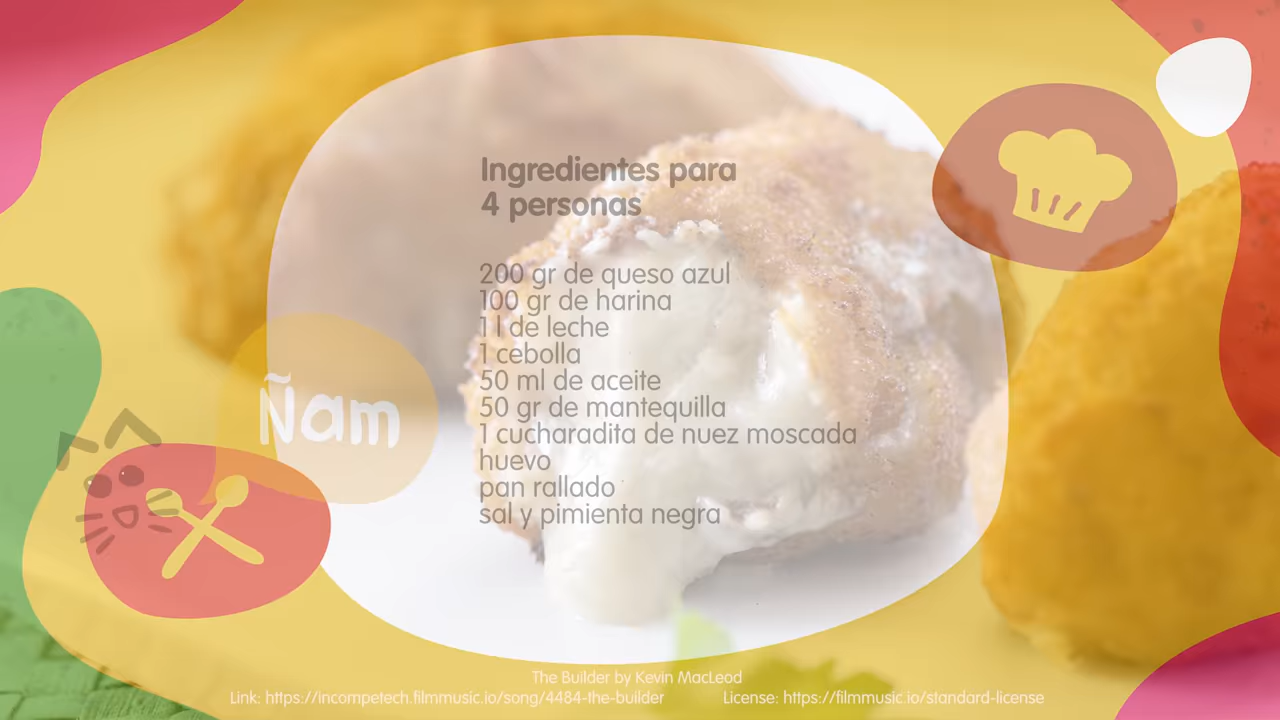 Ingredientes para
4 personas
200 gr de queso azul
100 gr de harina
1 l de leche
1 cebolla
50 ml de aceite
50 gr de mantequilla
1 cucharadita de nuez moscada
huevo
pan rallado
sal y pimienta negra
Ñam
The Builder by Kevin MacLeod
Link: https://incompetech.filmmusic.io/song/4484-the-builder License: https://filmmusic.io/standard-license